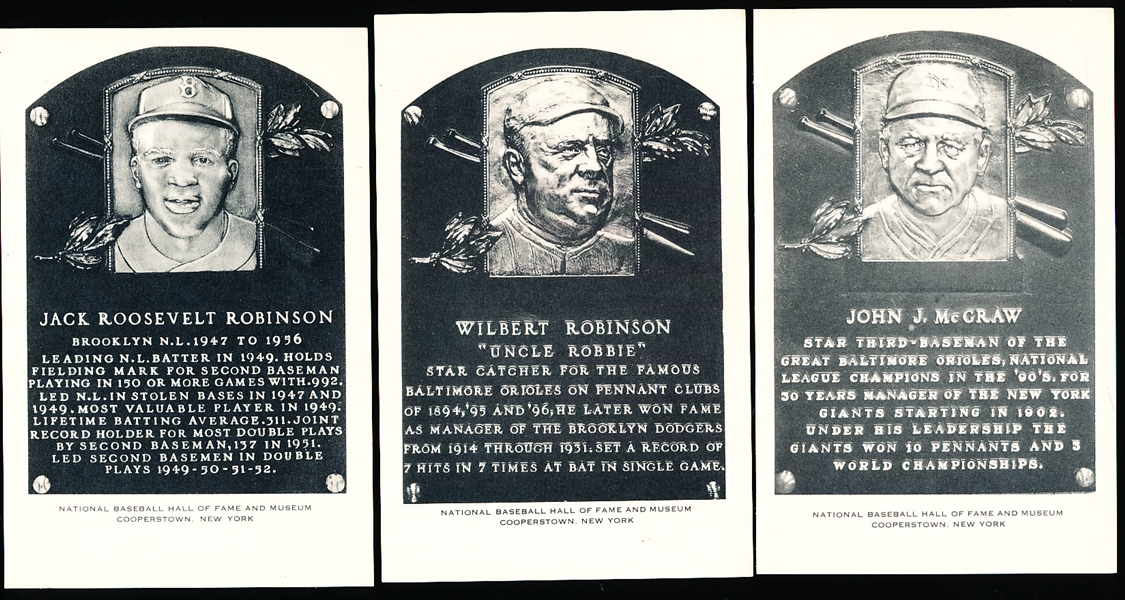 B
JACK ROOSEVELT ROBINSON
BROOKLYN N.L. 1947 TO 1956
LEADING N.L. BATTER IN 1949. HOLDS
FIELDING MARK FOR SECOND BASEMAN
PLAYING IN 150 OR MORE GAMES WITH .992.
LED N.L. IN STOLEN BASES IN 1947 AND
1949. MOST VALUABLE PLAYER IN 1949.
LIFETIME BATTING AVERAGE .311. JOINT
RECORD HOLDER FOR MOST DOUBLE PLAYS
BY SECOND BASEMAN, 137 IN 1951.
LED SECOND BASEMEN IN DOUBLE
PLAYS 1949-50-51-52.
NATIONAL BASEBALL HALL OF FAME AND MUSEUM
COOPERSTOWN, NEW YORK
WILBERT ROBINSON
"UNCLE ROBBIE"
STAR CATCHER FOR THE FAMOUS
BALTIMORE ORIOLES ON PENNANT CLUBS
OF 1894, '95 AND '96, HE LATER WON FAME
AS MANAGER OF THE BROOKLYN DODGERS
FROM 1914 THROUGH 1931. SET A RECORD OF
7 HITS IN 7 TIMES AT BAT IN SINGLE GAME.
NATIONAL BASEBALL HALL OF FAME AND MUSEUM
COOPERSTOWN, NEW YORK
NY
JOHN J. McGRAW
STAR THIRD-BASEMAN OF THE
GREAT BALTIMORE ORIOLES, NATIONAL
LEAGUE CHAMPIONS IN THE '90'S. FOR
30 YEARS MANAGER OF THE NEW YORK
GIANTS STARTING IN 1902.
UNDER HIS LEADERSHIP THE
GIANTS WON 10 PENNANTS AND 3
WORLD CHAMPIONSHIPS.
NATIONAL BASEBALL HALL OF FAME AND MUSEUM
COOPERSTOWN, NEW YORK